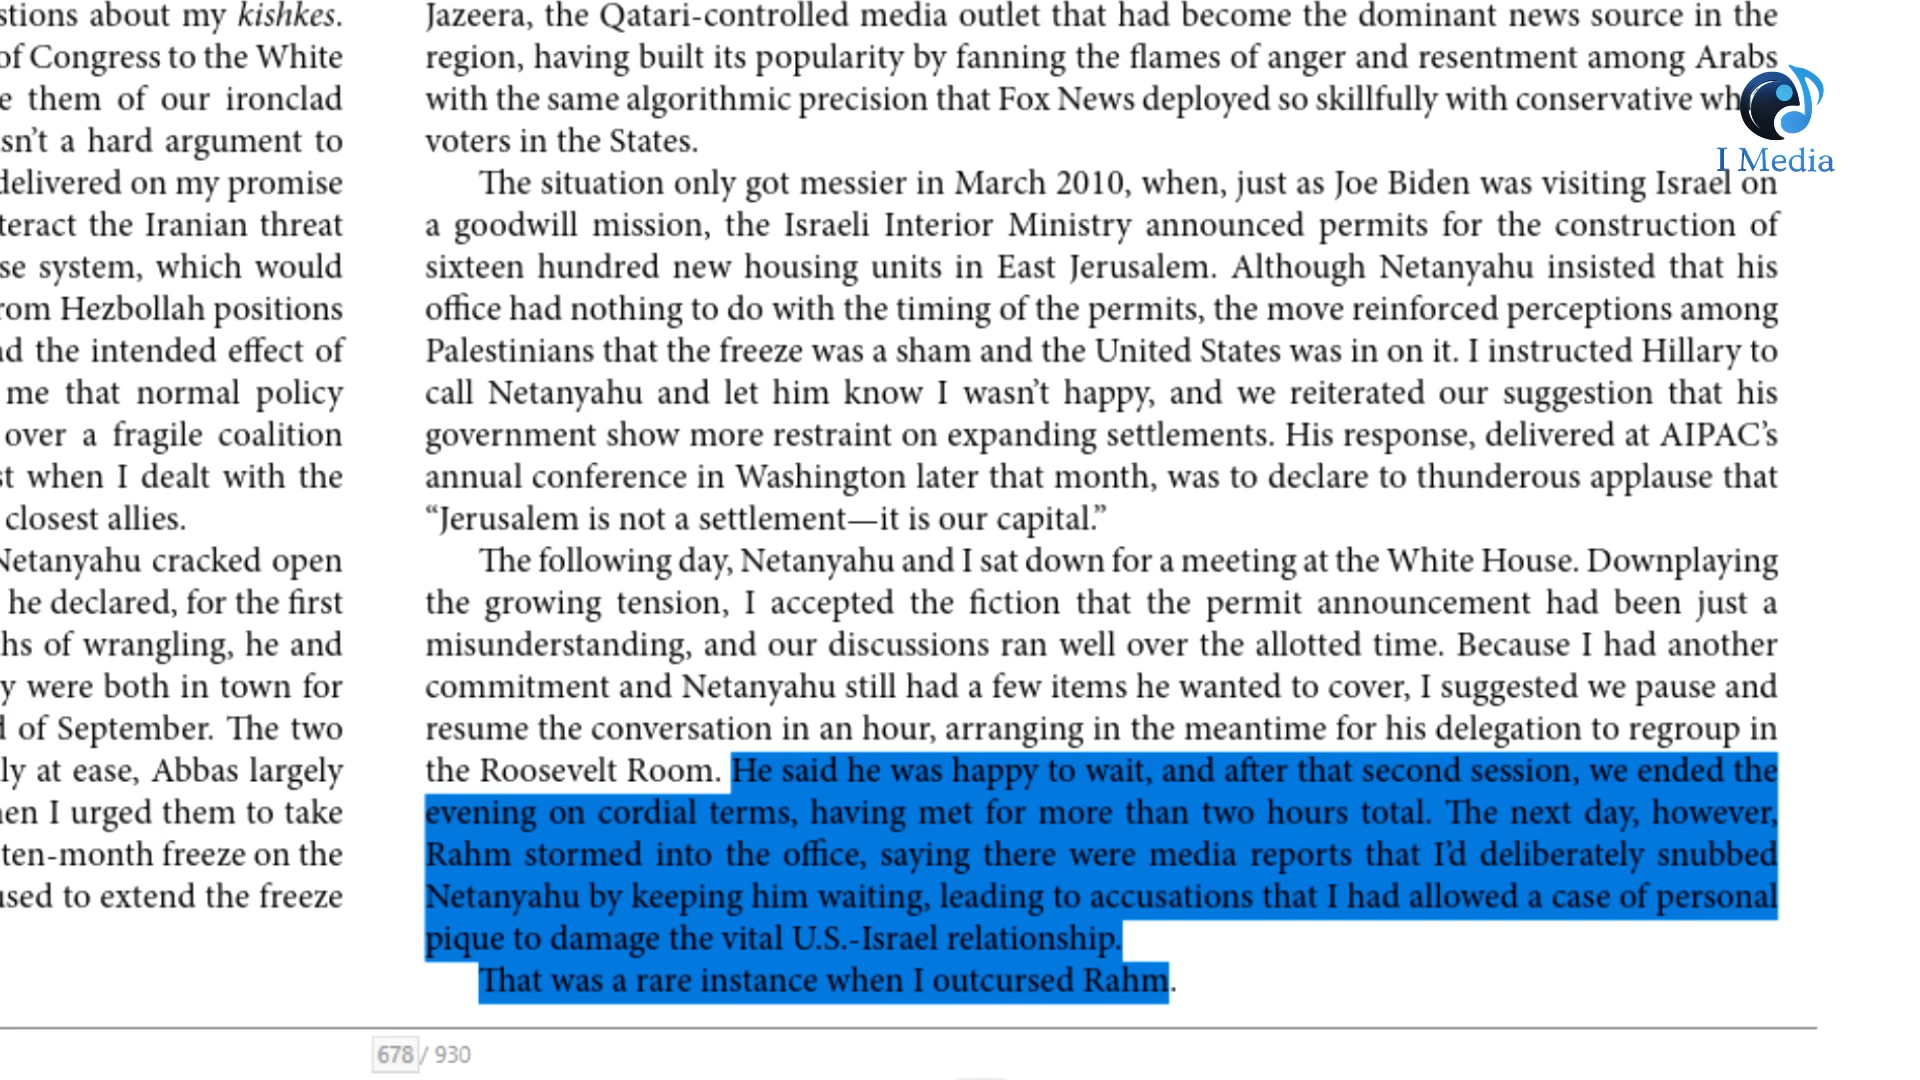 stions about my kishkes.
of Congress to the White
e them of our ironclad
sn't a hard argument to
delivered on my promise
teract the Iranian threat
se system, which would
rom Hezbollah positions
d the intended effect of
me that normal policy
over a fragile coalition
t when I dealt with the
closest allies.
Netanyahu cracked open
he declared, for the first
hs of wrangling, he and
y were both in town for
d of September. The two
ly at ease, Abbas largely
en I urged them to take
ten-month freeze on the
used to extend the freeze
Jazeera, the Qatari-controlled media outlet that had become the dominant news source in the
region, having built its popularity by fanning the flames of anger and resentment among Arabs
with the same algorithmic precision that Fox News deployed so skillfully with conservative wh
voters in the States.
The situation only got messier in March 2010, when, just as Joe Biden was visiting Israel on
a goodwill mission, the Israeli Interior Ministry announced permits for the construction of
sixteen hundred new housing units in East Jerusalem. Although Netanyahu insisted that his
office had nothing to do with the timing of the permits, the move reinforced perceptions among
Palestinians that the freeze was a sham and the United States was in on it. I instructed Hillary to
call Netanyahu and let him know I wasn't happy, and we reiterated our suggestion that his
government show more restraint on expanding settlements. His response, delivered at AIPAC's
annual conference in Washington later that month, was to declare to thunderous applause that
“Jerusalem is not a settlement—it is our capital.”
The following day, Netanyahu and I sat down for a meeting at the White House. Downplaying
the growing tension, I accepted the fiction that the permit announcement had been just a
misunderstanding, and our discussions ran well over the allotted time. Because I had another
commitment and Netanyahu still had a few items he wanted to cover, I suggested we pause and
resume the conversation in an hour, arranging in the meantime for his delegation to regroup in
the Roosevelt Room. He said he was happy to wait, and after that second session, we ended the
evening on cordial terms, having met for more than two hours total. The next day, however,
Rahm stormed into the office, saying there were media reports that I'd deliberately snubbed
Netanyahu by keeping him waiting, leading to accusations that I had allowed a case of personal
pique to damage the vital U.S.-Israel relationship.
That was a rare instance when I outcursed Rahm.
I Media
678 / 930